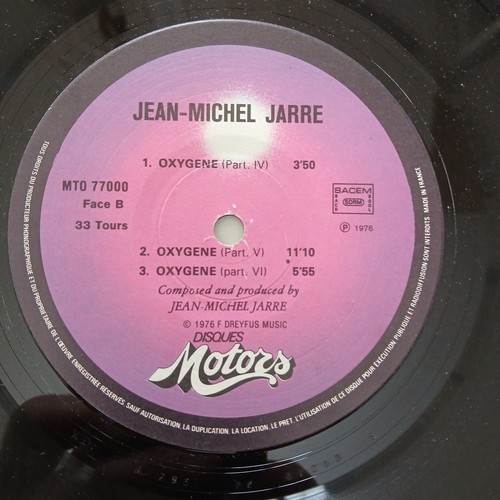 JEAN-MICHEL JARRE
1. OXYGENE (Part. IV) 3'50
MTO 77000
Face B
33 Tours
SACEM
SDRM
Ⓟ 1976
2. OXYGENE (Part. V) 11'10
3. OXYGENE (part. VI) 5'55
Composed and produced by
JEAN-MICHEL JARRE
© 1976 F DREYFUS MUSIC
DISQUES
Motors
TOUS DROITS DU PRODUCTEUR PHONOGRAPHIQUE ET DU PROPRIETAIRE DE L'ŒUVRE ENREGISTREE RESERVES. SAUF AUTORISATION, LA DUPLICATION, LA LOCATION, LE PRET, L'UTILISATION DE CE DISQUE POUR EXECUTION PUBLIQUE ET RADIODIFFUSION SONT INTERDITS. MADE IN FRANCE